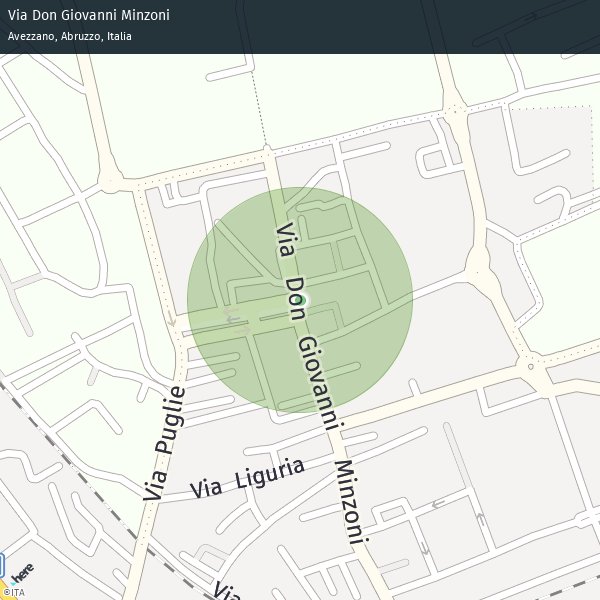 Via Don Giovanni Minzoni
Avezzano, Abruzzo, Italia
Via Don Giovanni Minzoni
Via Puglie
Via Liguria
Via
here
©ITA